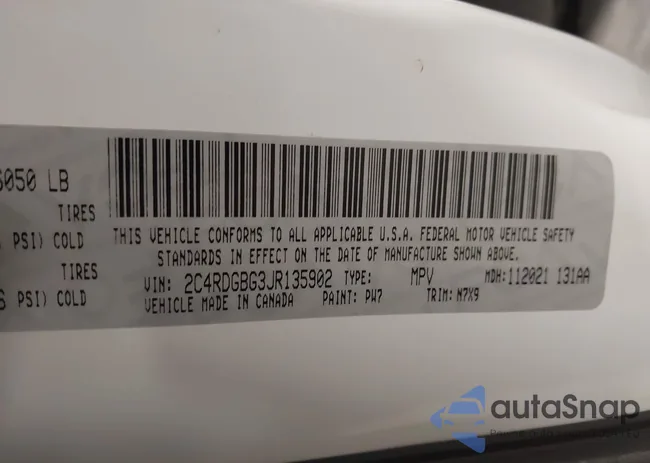 6050 LB
TIRES
PSI) COLD
TIRES
PSI) COLD
THIS VEHICLE CONFORMS TO ALL APPLICABLE U.S.A. FEDERAL MOTOR VEHICLE SAFETY
STANDARDS IN EFFECT ON THE DATE OF MANUFACTURE SHOWN ABOVE.
VIN: 2C4RDGBG3JR135902 TYPE: MPV MDH:112021 131AA
VEHICLE MADE IN CANADA PAINT: PW7 TRIM: N7X9
autaSnap